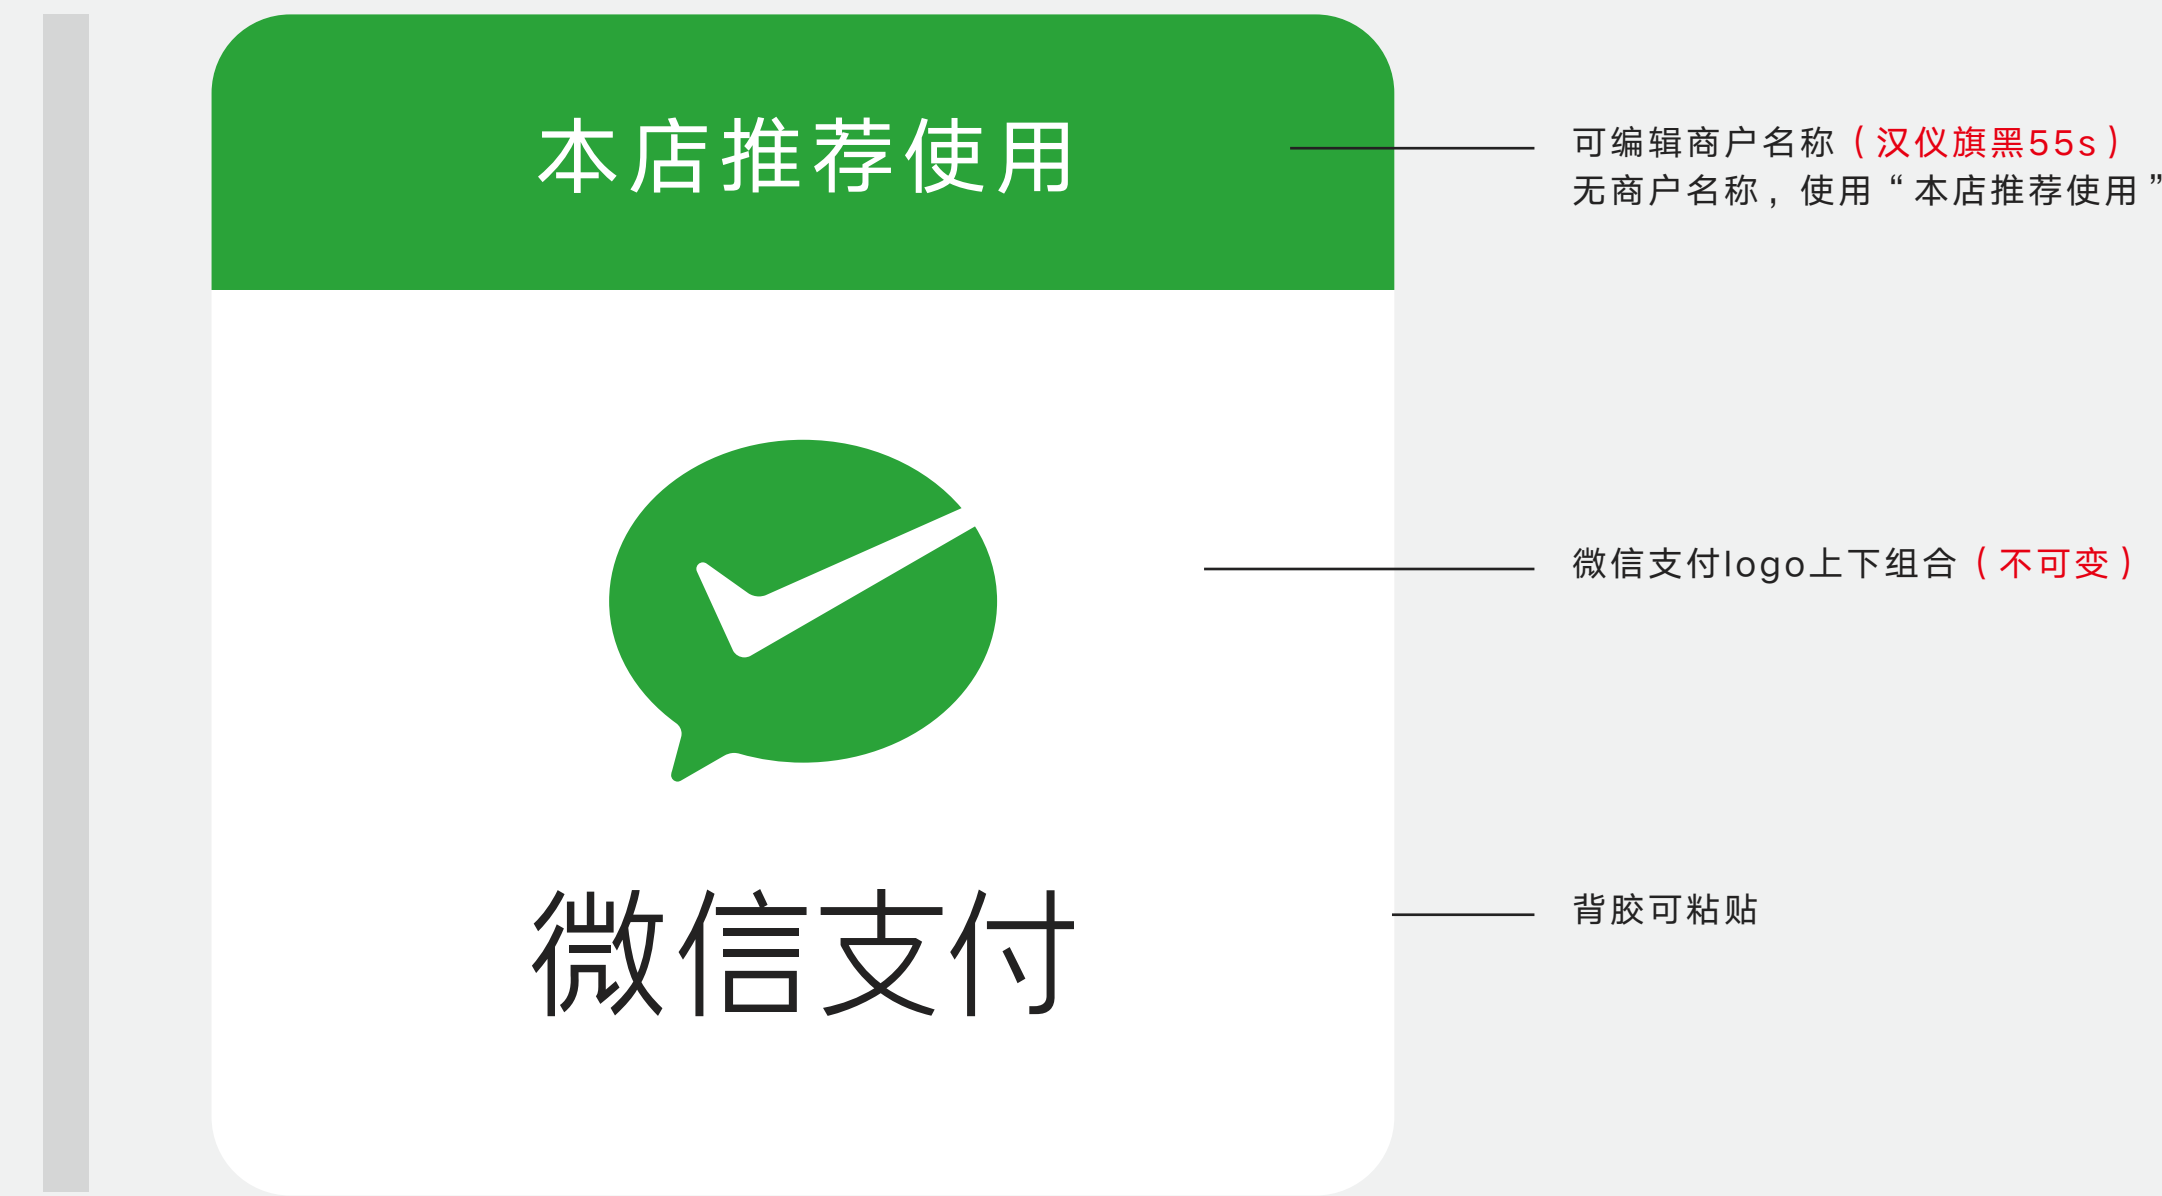 本店推荐使用
可编辑商户名称（汉仪旗黑55s）
无商户名称，使用“本店推荐使用”
微信支付logo上下组合（不可变）
微信支付
背胶可粘贴